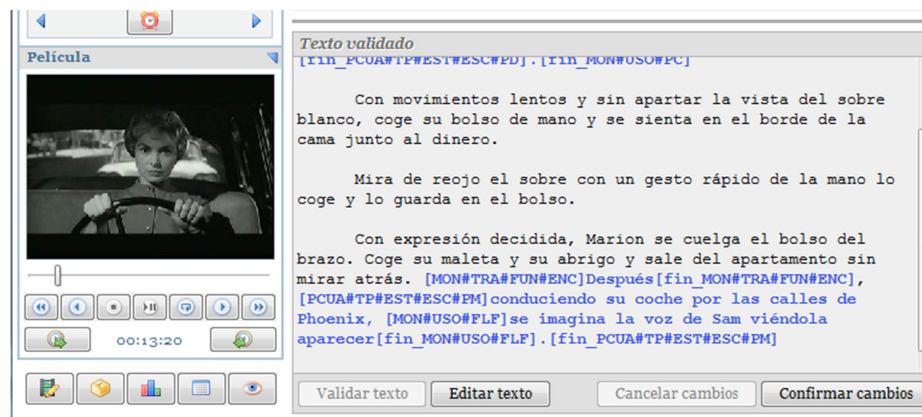 Película
00:13:20
Texto validado
[fin_PCUA#TP#EST#ESC#PD].[fin_MON#USO#PC]
Con movimientos lentos y sin apartar la vista del sobre
blanco, coge su bolso de mano y se sienta en el borde de la
cama junto al dinero.
Mira de reojo el sobre con un gesto rápido de la mano lo
coge y lo guarda en el bolso.
Con expresión decidida, Marion se cuelga el bolso del
brazo. Coge su maleta y su abrigo y sale del apartamento sin
mirar atrás. [MON#TRA#FUN#ENC]Después[fin_MON#TRA#FUN#ENC],
[PCUA#TP#EST#ESC#PM]conduciendo su coche por las calles de
Phoenix, [MON#USO#FLF]se imagina la voz de Sam viéndola
aparecer[fin_MON#USO#FLF].[fin_PCUA#TP#EST#ESC#PM]
Validar texto Editar texto Cancelar cambios Confirmar cambios